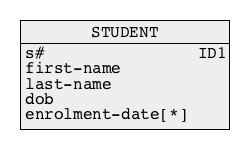 STUDENT
s# ID1
first-name
last-name
dob
enrolment-date[*]